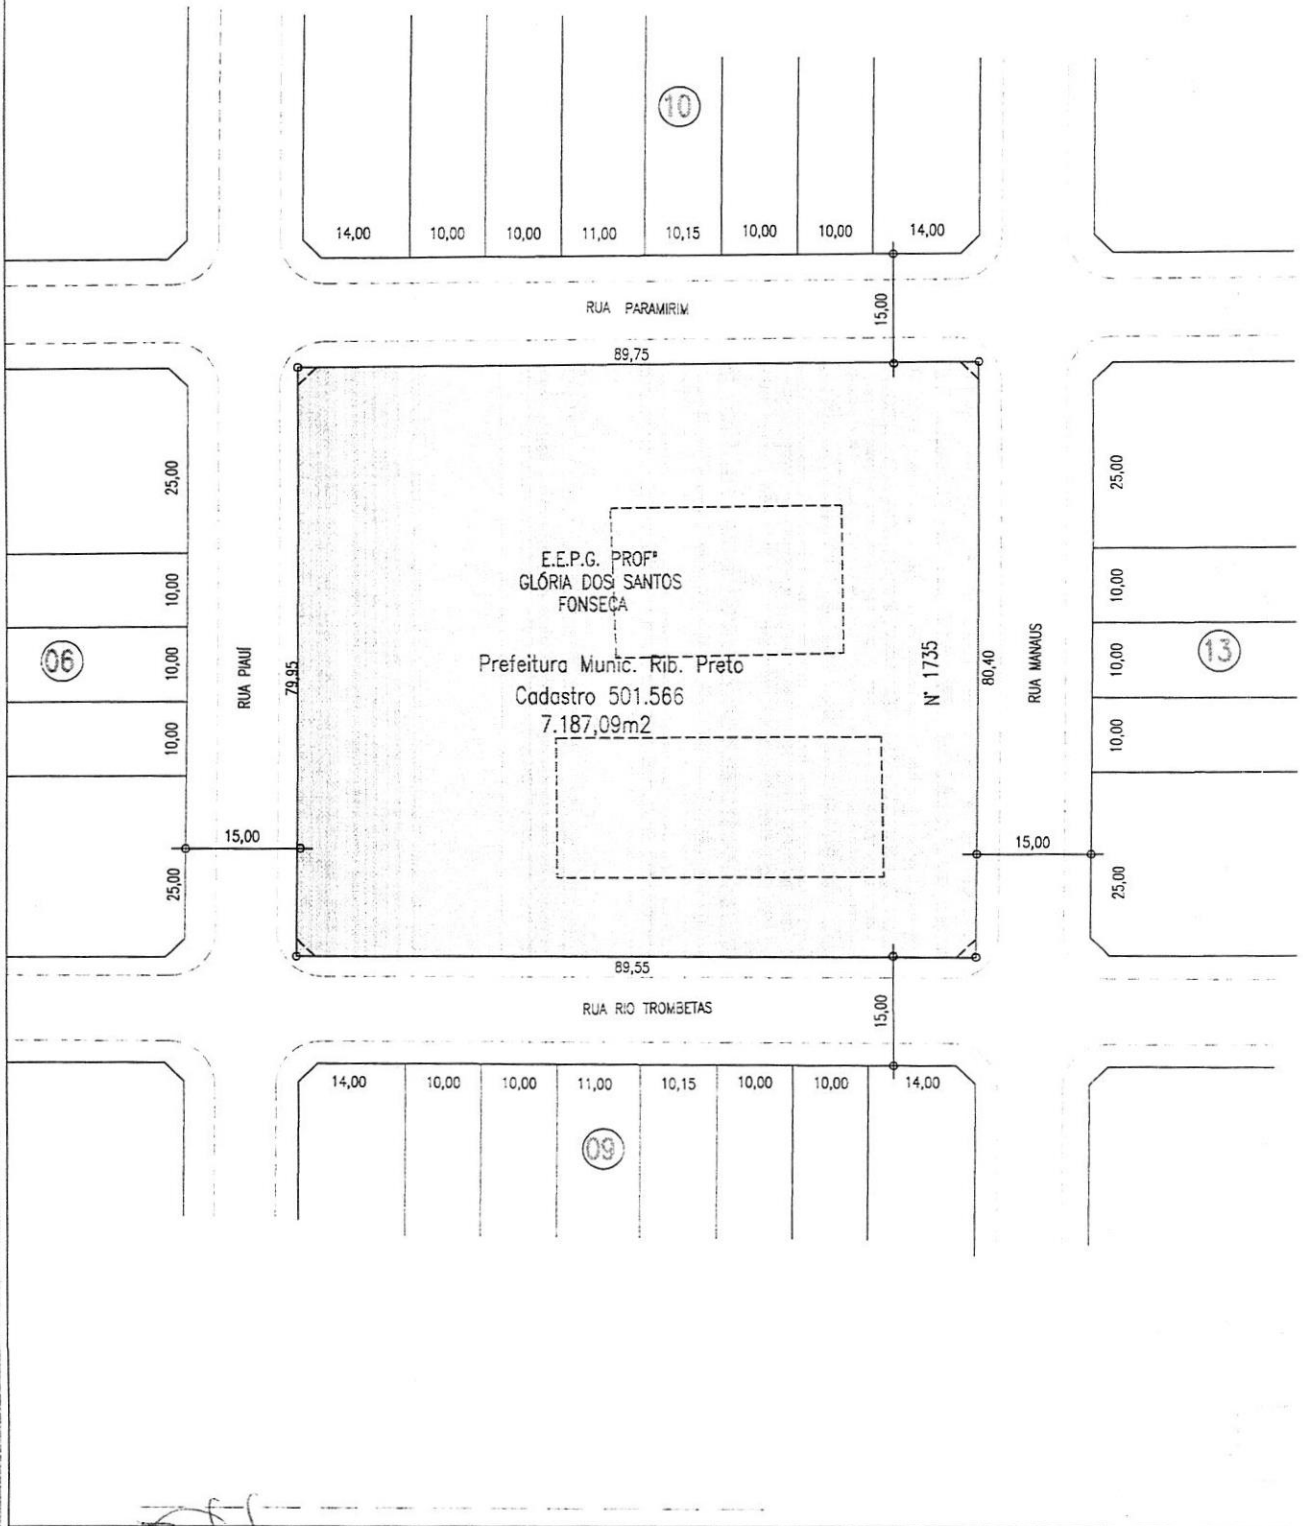 10
14,00 10,00 10,00 11,00 10,15 10,00 10,00 14,00
RUA PARAMIRIM
15,00
89,75
25,00
25,00
E.E.P.G. PROFª
GLÓRIA DOS SANTOS
FONSECA
10,00
10,00
06
10,00
RUA PIAUÍ
79,95
Prefeitura Munic. Rib. Preto
Cadastro 501.566
7.187,09m2
N° 1735
80,40
RUA MANAUS
10,00
13
10,00
10,00
15,00
15,00
25,00
25,00
89,55
RUA RIO TROMBETAS
15,00
14,00 10,00 10,00 11,00 10,15 10,00 10,00 14,00
09